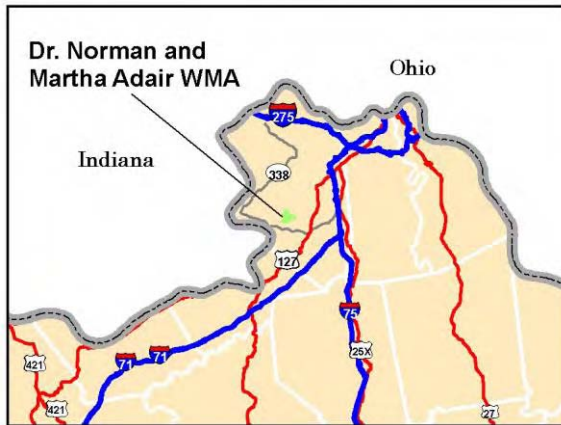 Dr. Norman and
Martha Adair WMA
Ohio
275
Indiana
338
127
71
71
75
25X
421
421
27